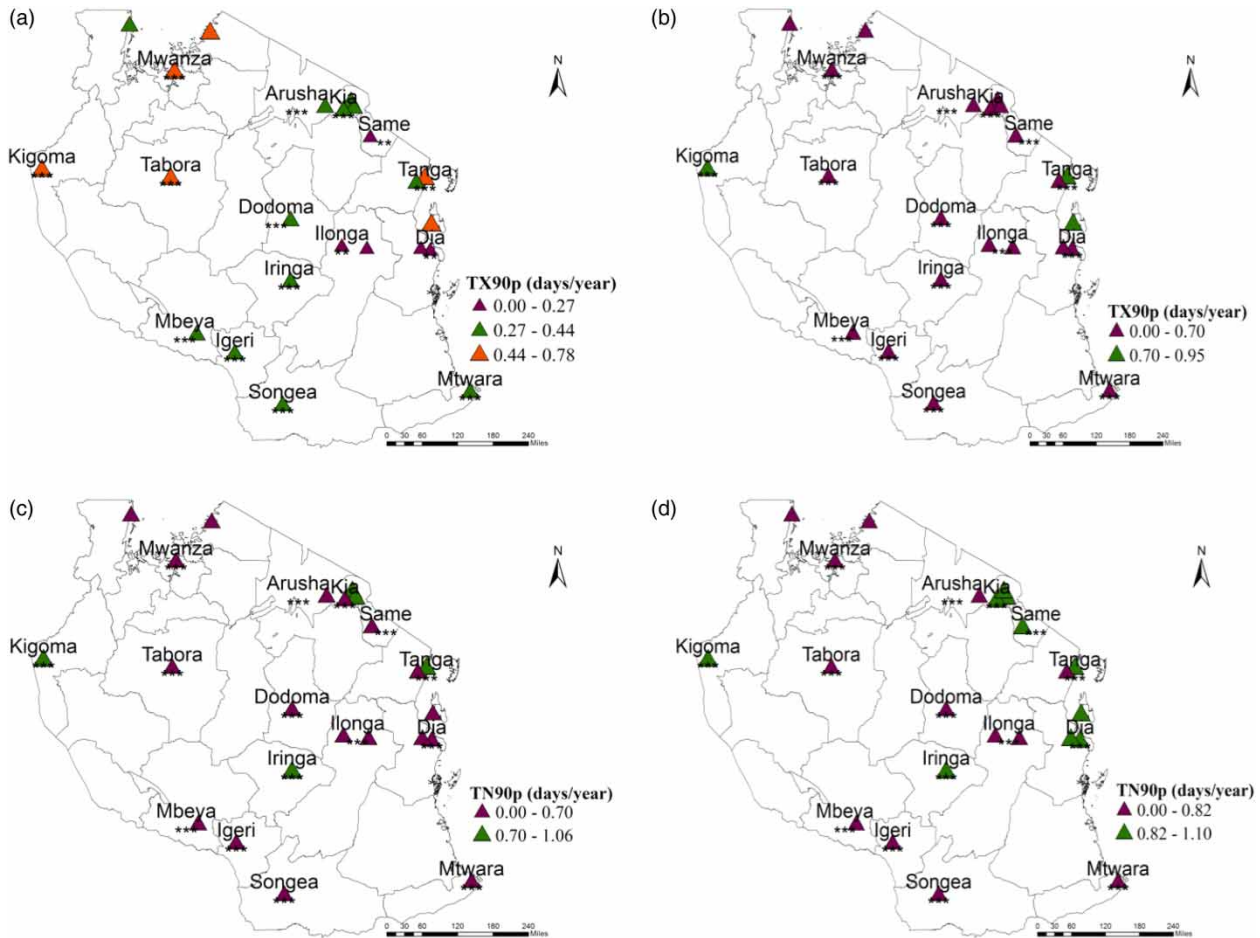 (a)
N
Mwanza
***
Arusha Kia
*** ***
Same
**
Kigoma
***
Tabora
***
Tanga
***
Dodoma
***
Ilonga
**
Dia
**
Iringa
***
TX90p (days/year)
0.00 - 0.27
0.27 - 0.44
0.44 - 0.78
Mbeya
***
Igeri
***
Songea
***
Mtwara
***
0 30 60 120 180 240
Miles
(b)
N
Mwanza
***
Arusha Kia
*** ***
Same
***
Kigoma
***
Tabora
***
Tanga
***
Dodoma
***
Ilonga
***
Dia
***
Iringa
***
TX90p (days/year)
0.00 - 0.70
0.70 - 0.95
Mbeya
***
Igeri
***
Songea
***
Mtwara
***
0 30 60 120 180 240
Miles
(c)
N
Mwanza
***
Arusha Kia
*** ***
Same
***
Kigoma
***
Tabora
***
Tanga
***
Dodoma
***
Ilonga
***
Dia
***
Iringa
***
TN90p (days/year)
0.00 - 0.70
0.70 - 1.06
Mbeya
***
Igeri
***
Songea
***
Mtwara
***
0 30 60 120 180 240
Miles
(d)
N
Mwanza
***
Arusha Kia
*** ***
Same
***
Kigoma
***
Tabora
***
Tanga
***
Dodoma
***
Ilonga
***
Dia
***
Iringa
***
TN90p (days/year)
0.00 - 0.82
0.82 - 1.10
Mbeya
***
Igeri
***
Songea
***
Mtwara
***
0 30 60 120 180 240
Miles